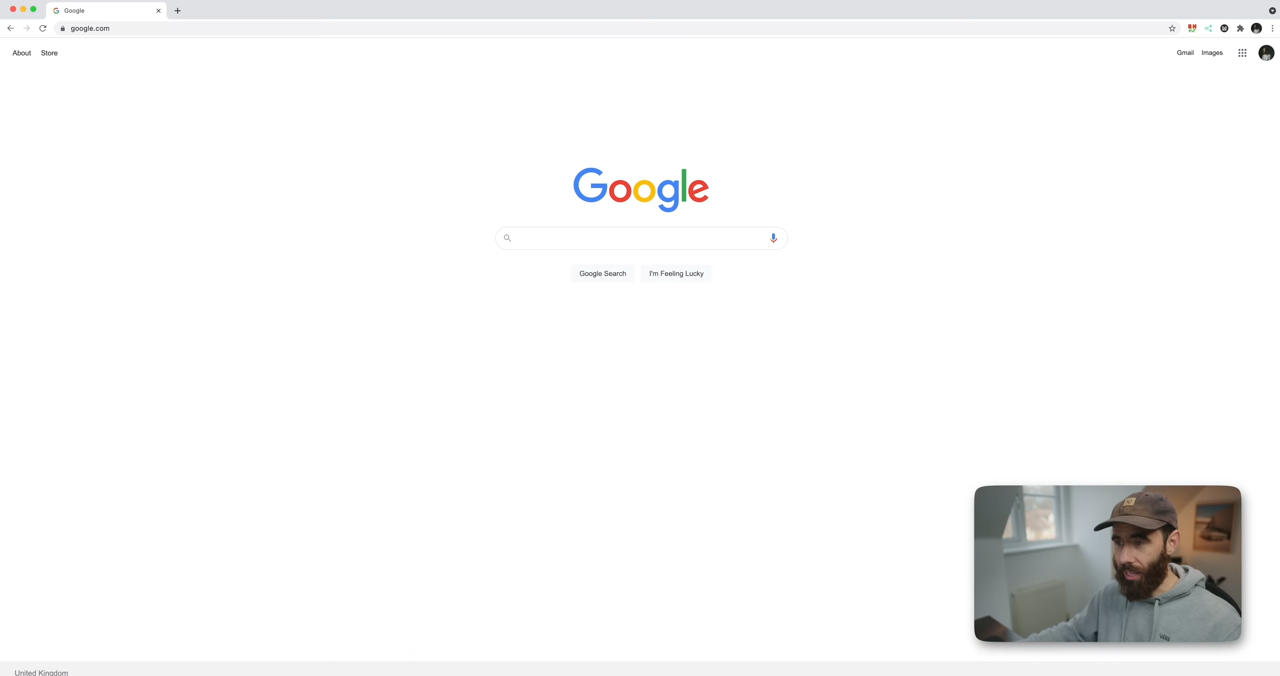 Google
google.com
About Store
Gmail Images
Google
Google Search I'm Feeling Lucky
United Kingdom